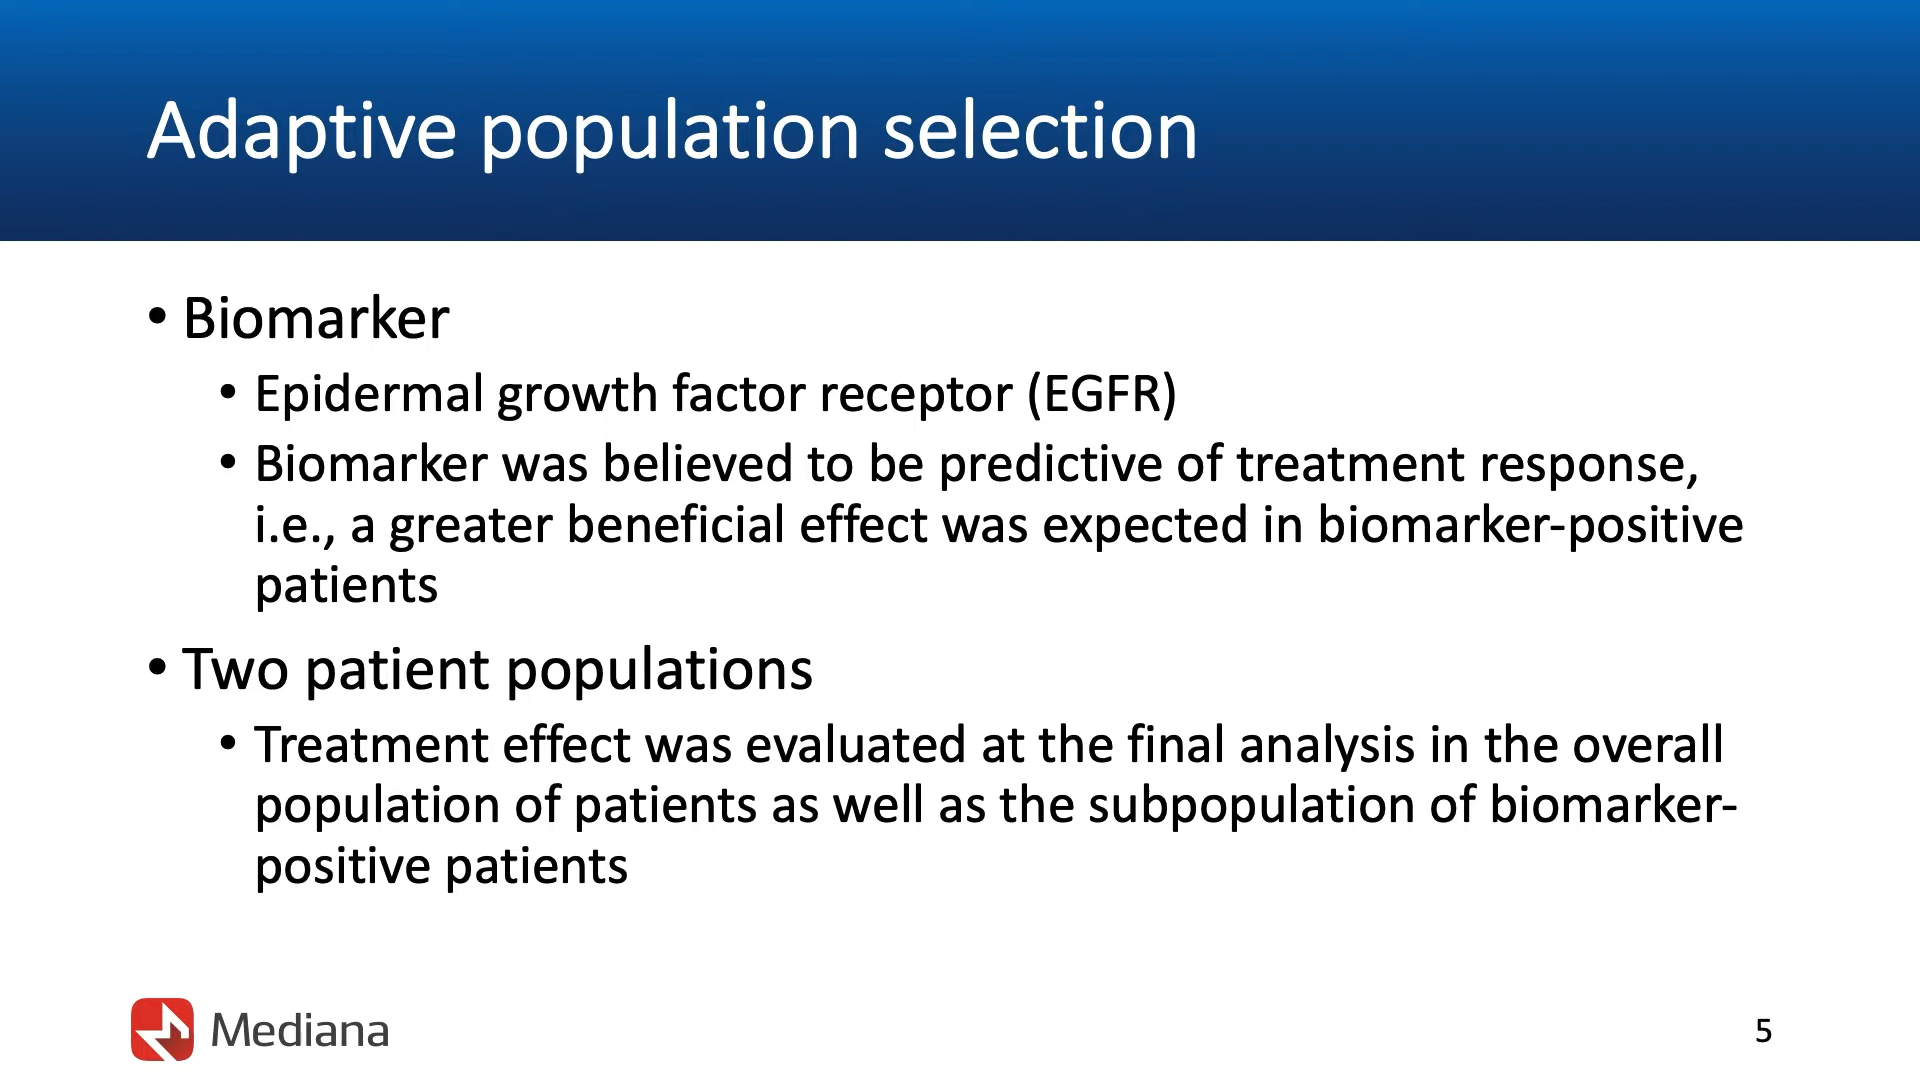 Adaptive population selection
• Biomarker
• Epidermal growth factor receptor (EGFR)
• Biomarker was believed to be predictive of treatment response,
i.e., a greater beneficial effect was expected in biomarker-positive
patients
• Two patient populations
• Treatment effect was evaluated at the final analysis in the overall
population of patients as well as the subpopulation of biomarker-
positive patients
Mediana
5